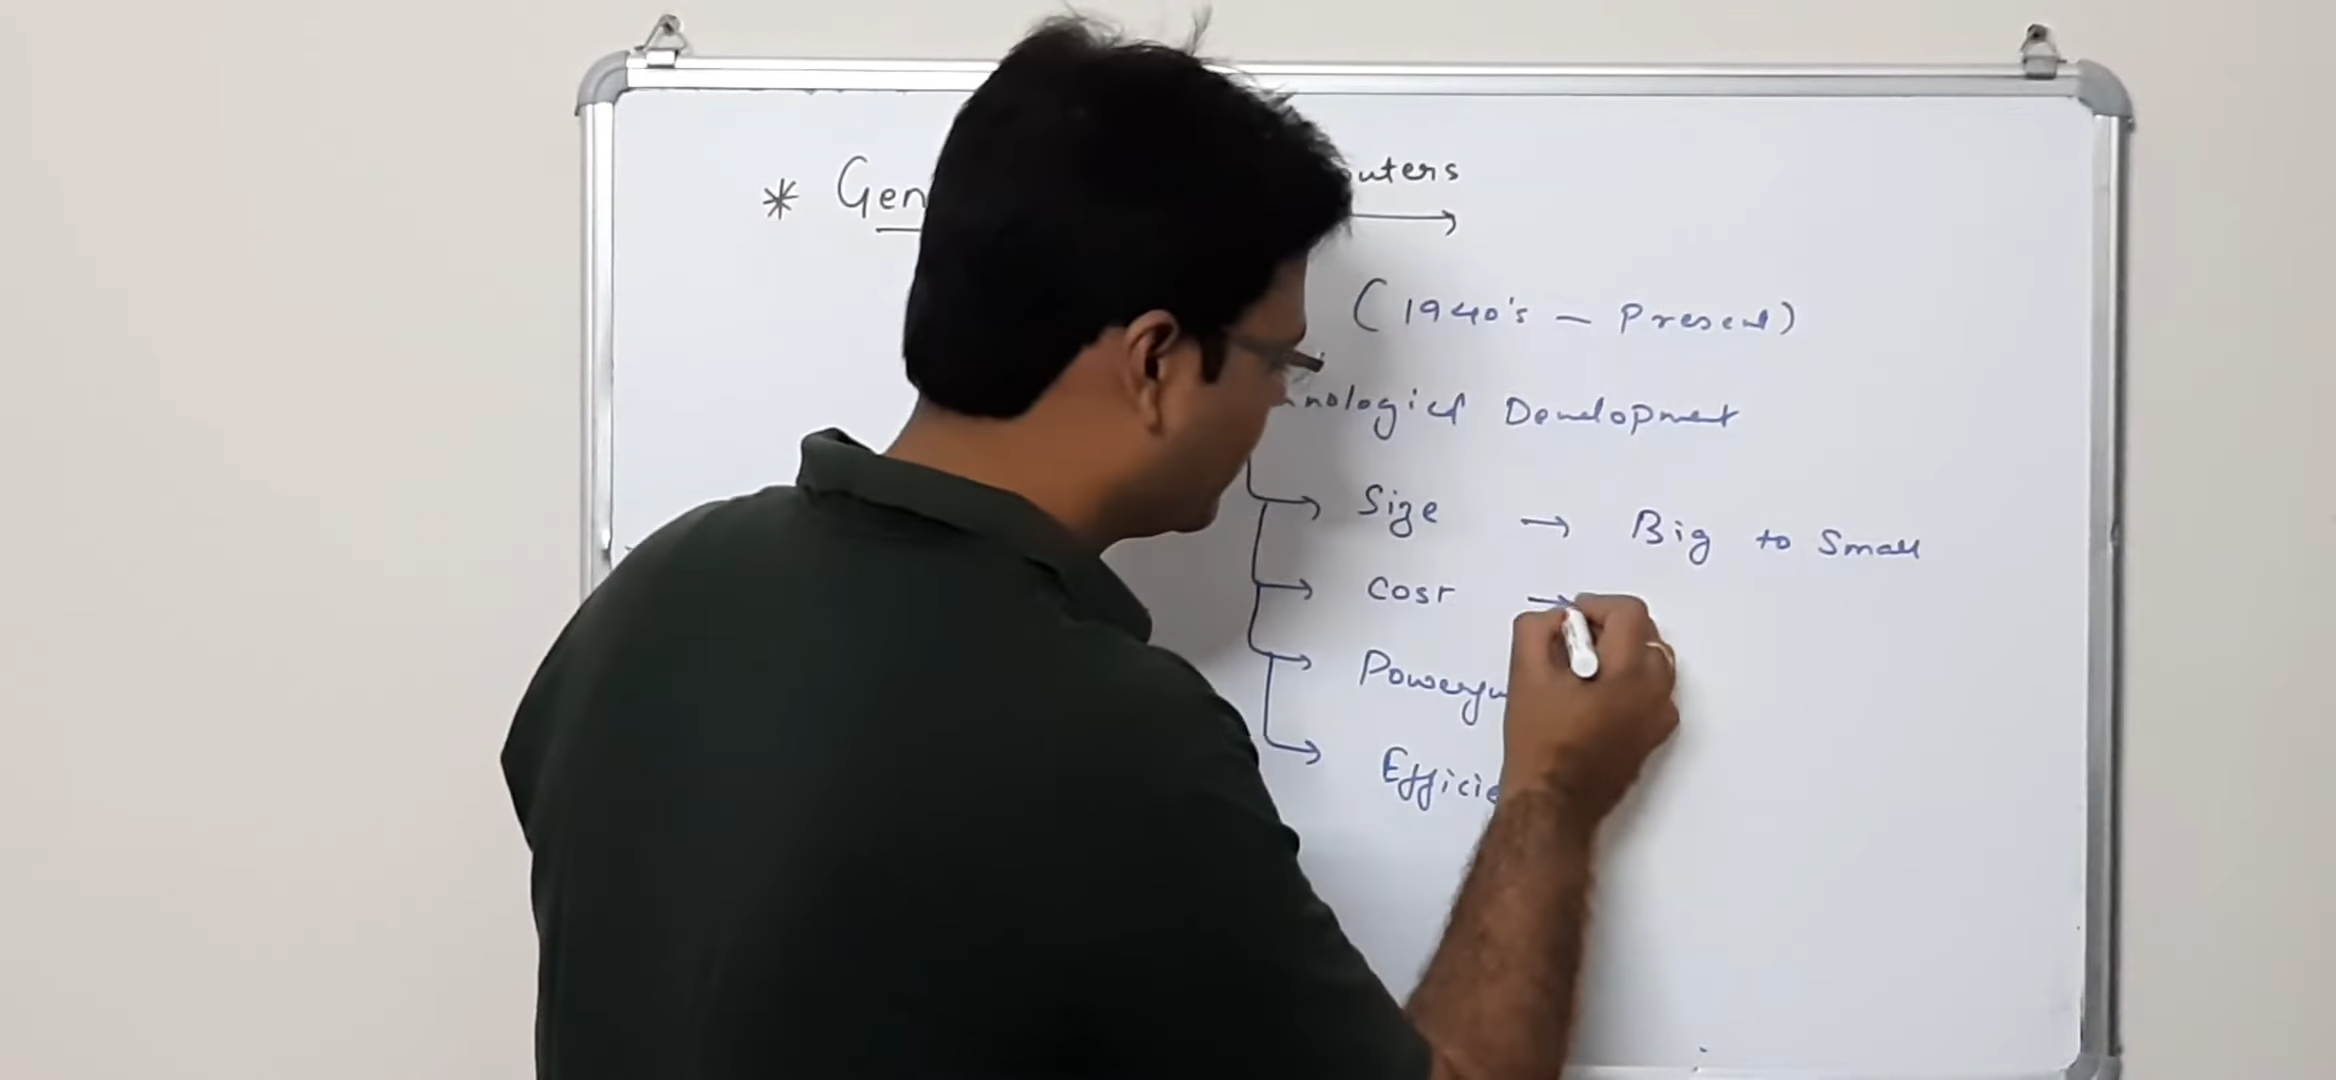 * Gen uters
(1940's - Present)
nological Development
Size → Big to Small
Cost →
Powerfu
Efficie